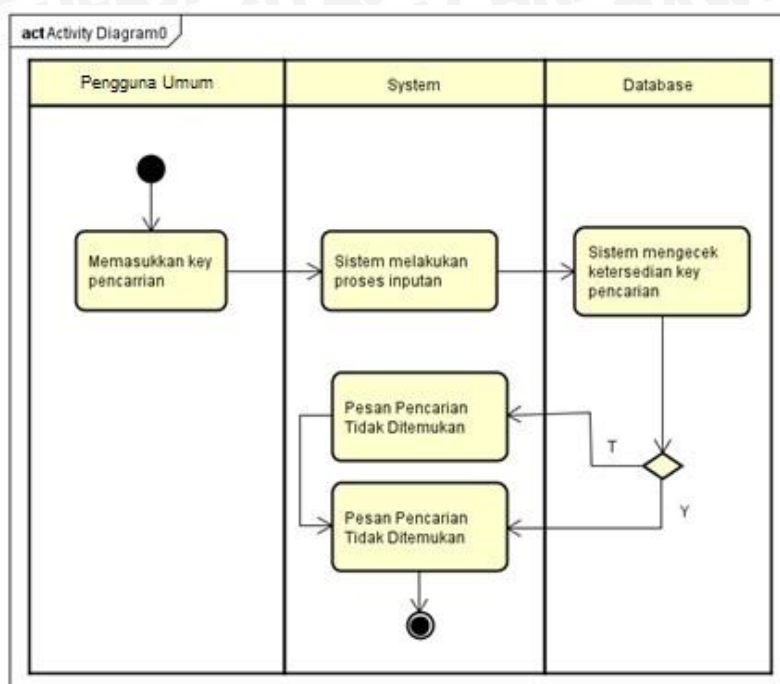 act Activity Diagram0
Pengguna Umum
System
Database
Memasukkan key
pencarrian
Sistem melakukan
proses inputan
Sistem mengecek
ketersedian key
pencarian
Pesan Pencarian
Tidak Ditemukan
T
Pesan Pencarian
Tidak Ditemukan
Y